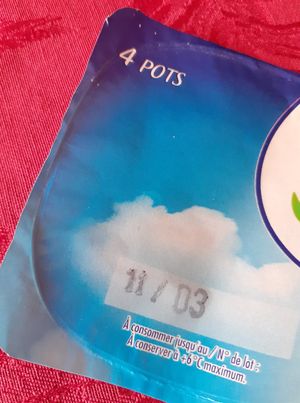 4 POTS
11/03
À consommer jusqu'au / N° de lot :
À conserver à +6°C maximum.